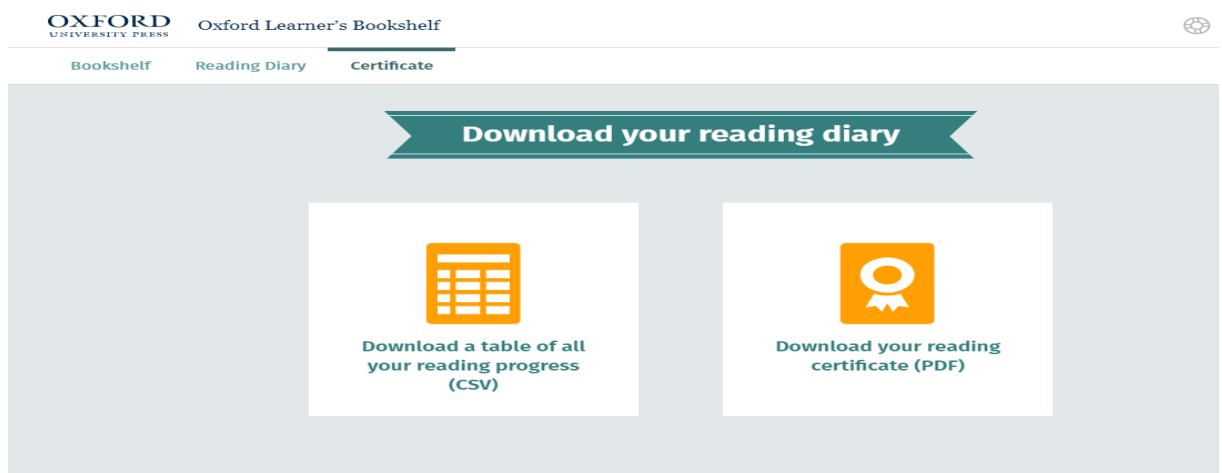 OXFORD
UNIVERSITY PRESS
Oxford Learner's Bookshelf
Bookshelf
Reading Diary
Certificate
Download your reading diary
Download a table of all
your reading progress
(CSV)
Download your reading
certificate (PDF)